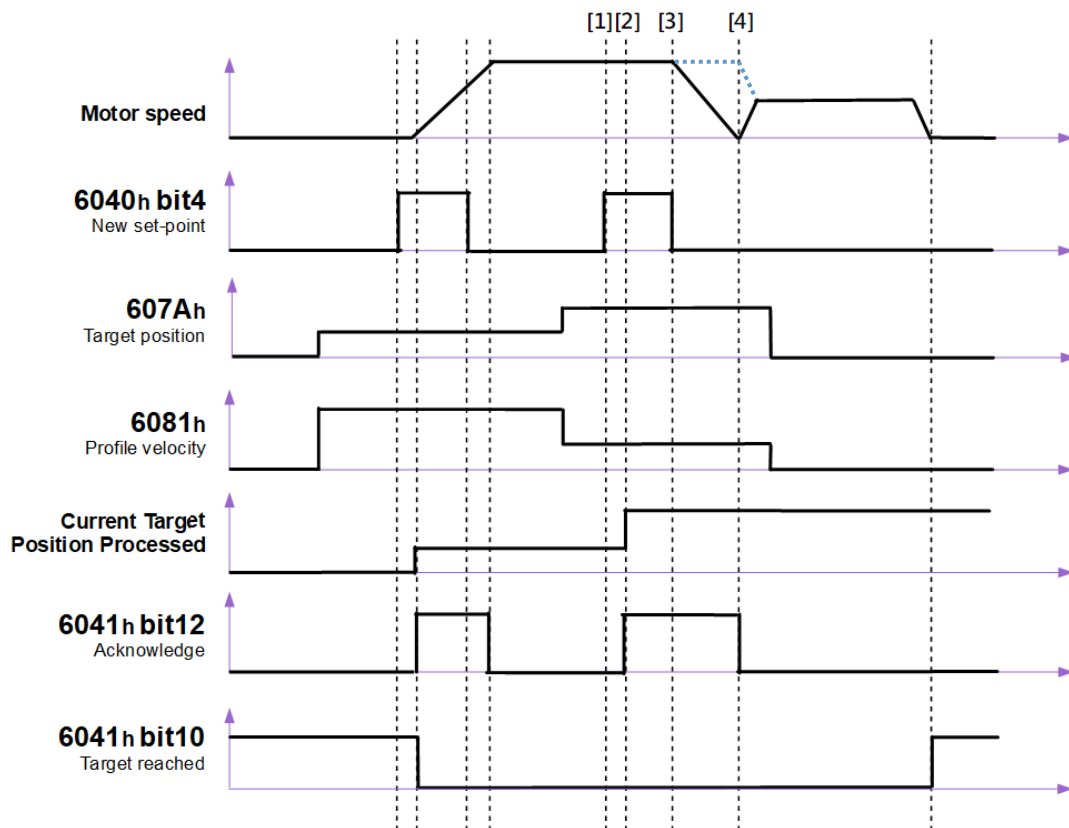 [1][2] [3] [4]
Motor speed
6040h bit4
New set-point
607Ah
Target position
6081h
Profile velocity
Current Target
Position Processed
6041h bit12
Acknowledge
6041h bit10
Target reached